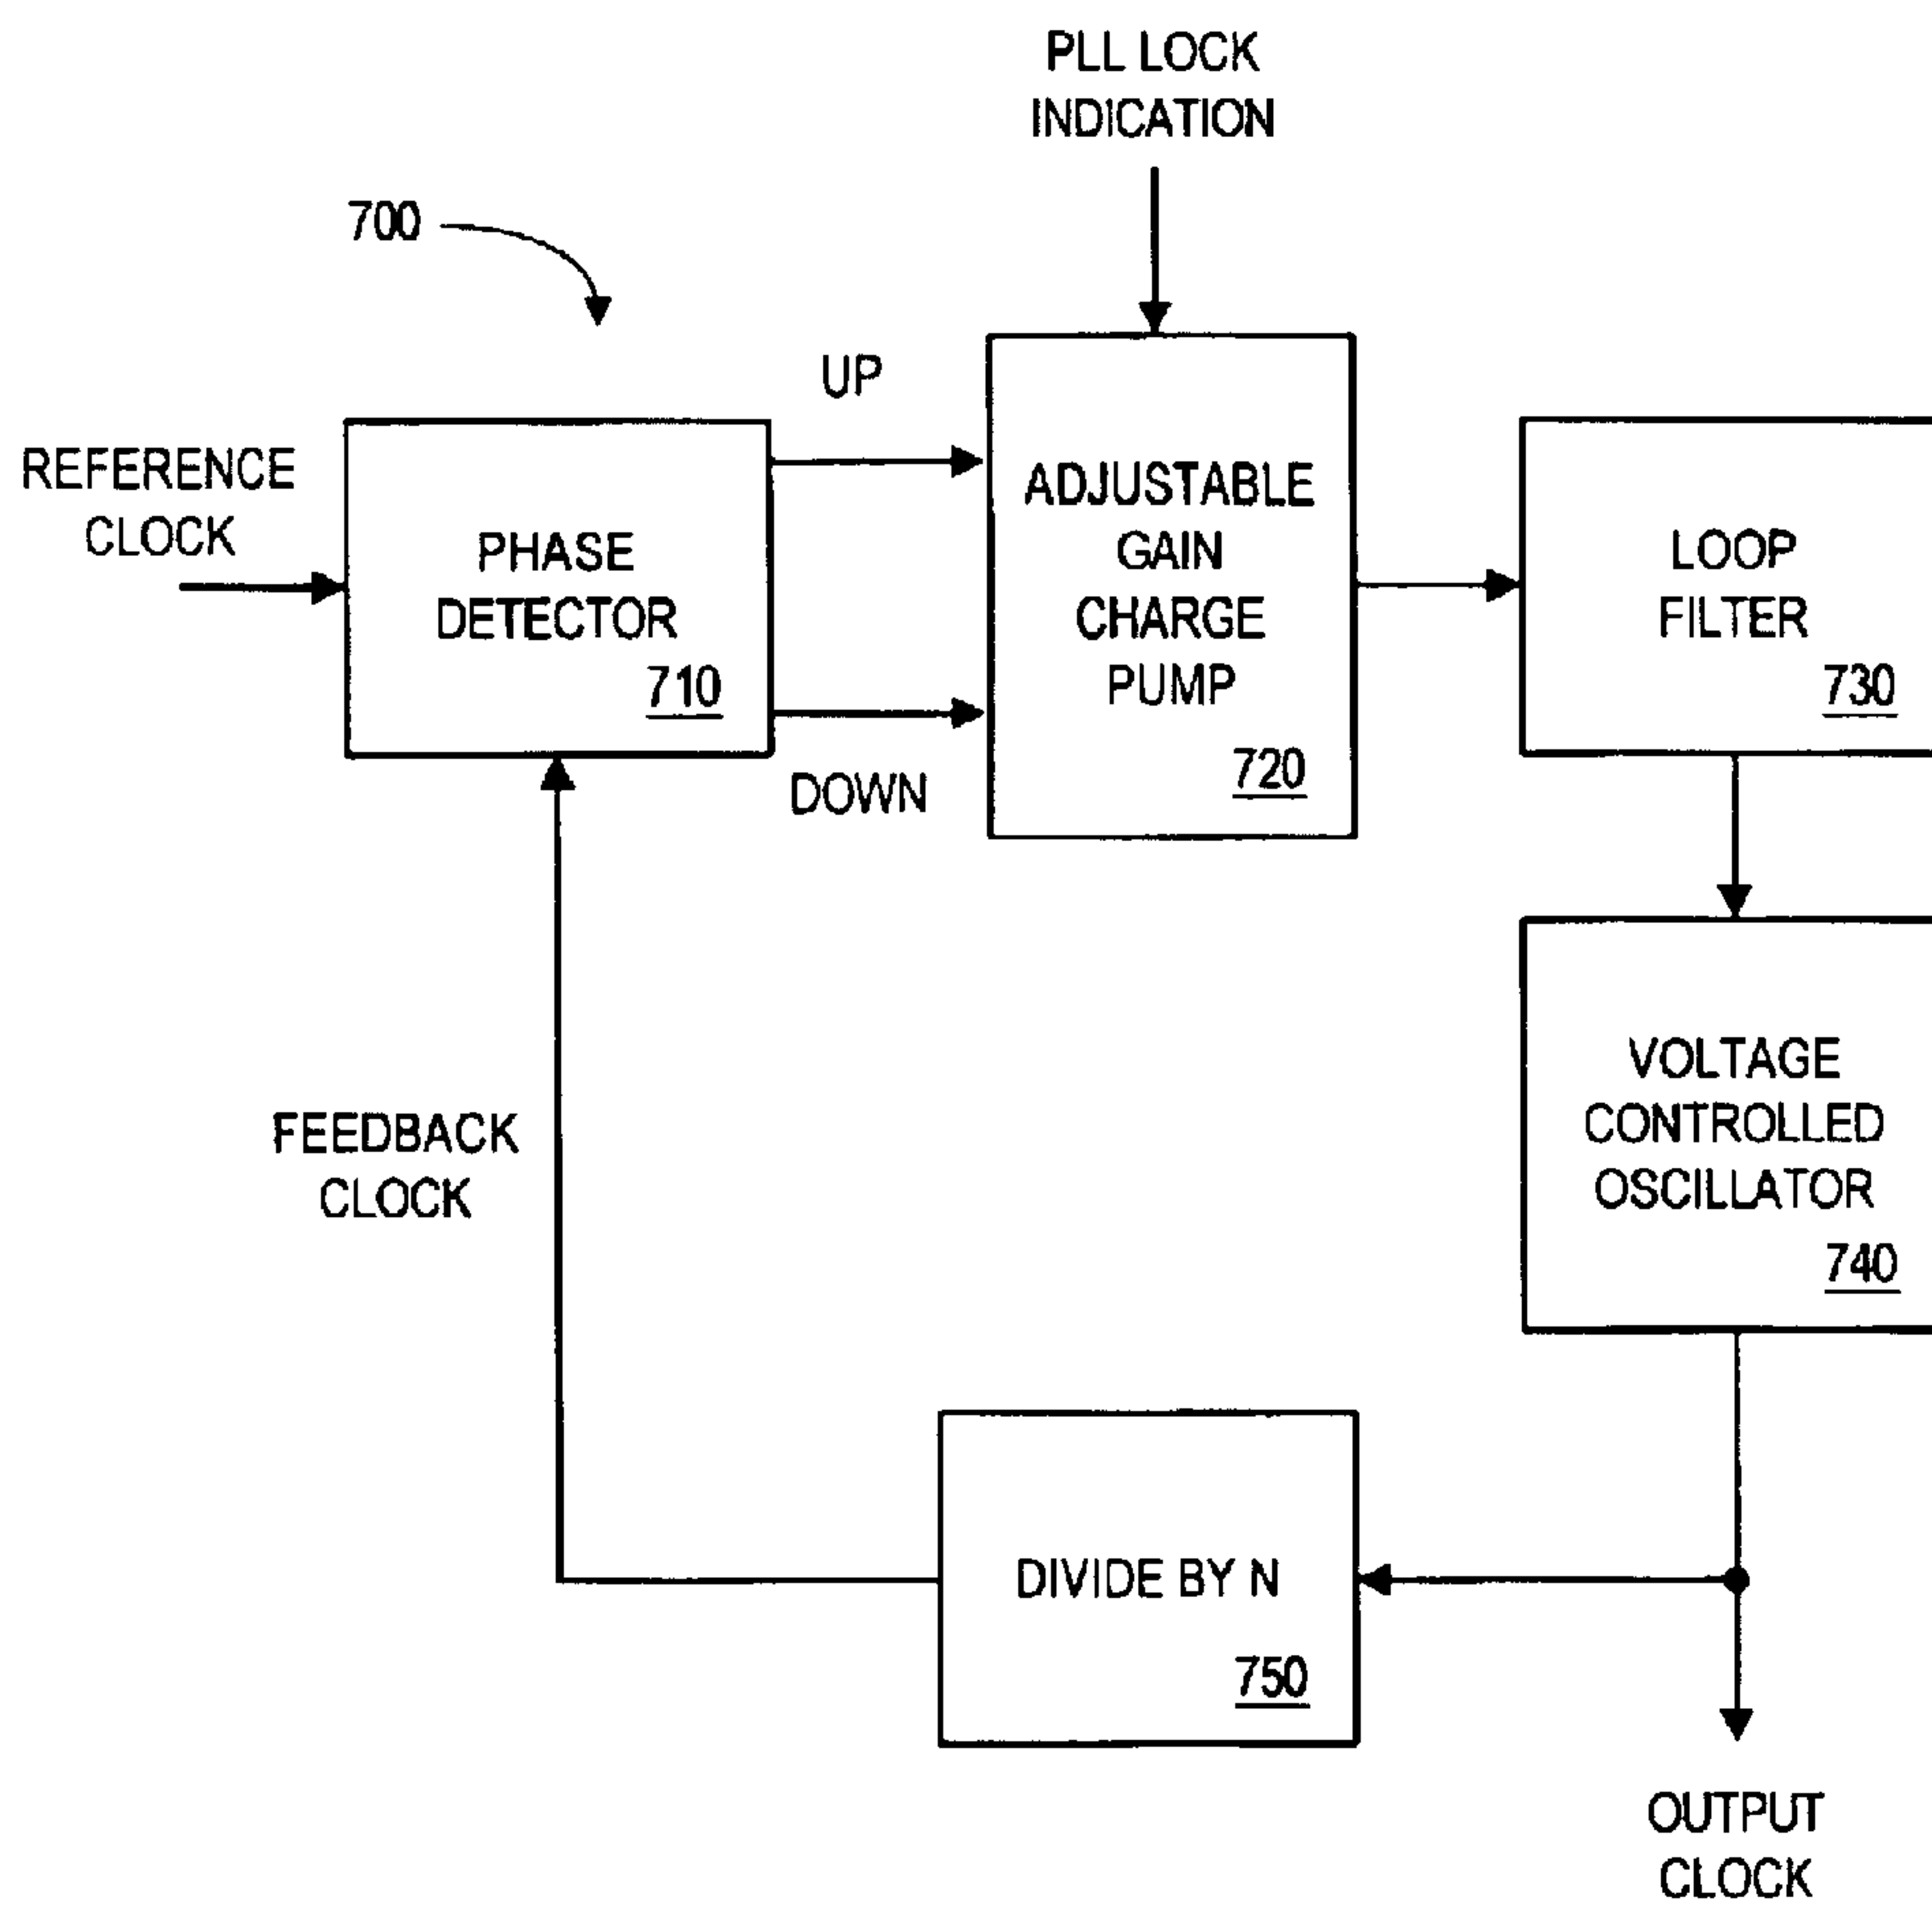 PLL LOCK
INDICATION
700
UP
REFERENCE
CLOCK
PHASE
DETECTOR
710
DOWN
ADJUSTABLE
GAIN
CHARGE
PUMP
720
LOOP
FILTER
730
VOLTAGE
CONTROLLED
OSCILLATOR
740
FEEDBACK
CLOCK
DIVIDE BY N
750
OUTPUT
CLOCK